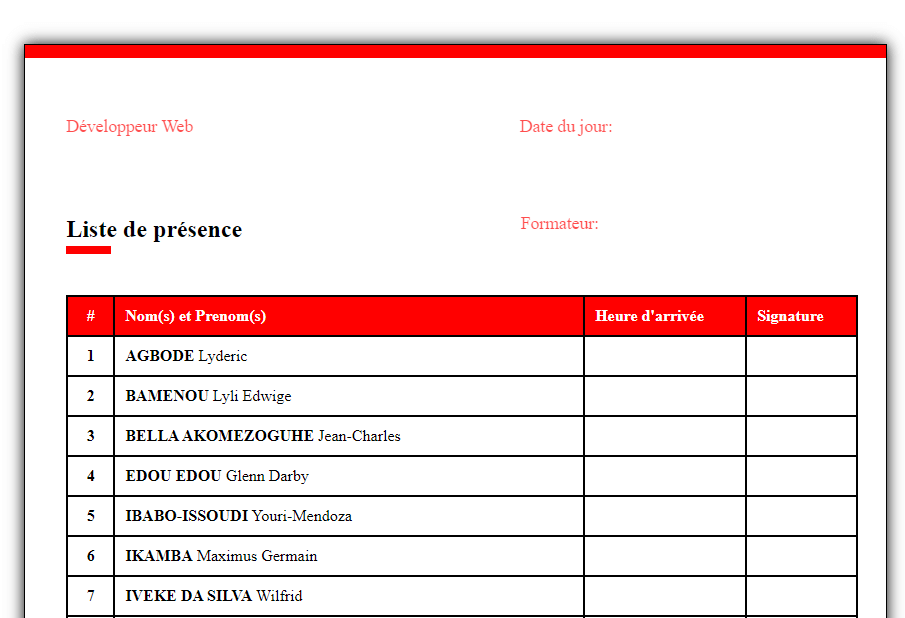 Développeur Web Date du jour:
Liste de présence Formateur:
# Nom(s) et Prenom(s) Heure d'arrivée Signature
1 AGBODE Lyderic
2 BAMENOU Lyli Edwige
3 BELLA AKOMEZOGUHE Jean-Charles
4 EDOU EDOU Glenn Darby
5 IBABO-ISSOUDI Youri-Mendoza
6 IKAMBA Maximus Germain
7 IVEKE DA SILVA Wilfrid